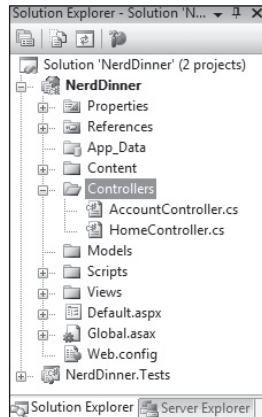 Solution Explorer - Solution 'N...
Solution 'NerdDinner' (2 projects)
NerdDinner
Properties
References
App_Data
Content
Controllers
AccountController.cs
HomeController.cs
Models
Scripts
Views
Default.aspx
Global.asax
Web.config
NerdDinner.Tests
Solution Explorer Server Explorer